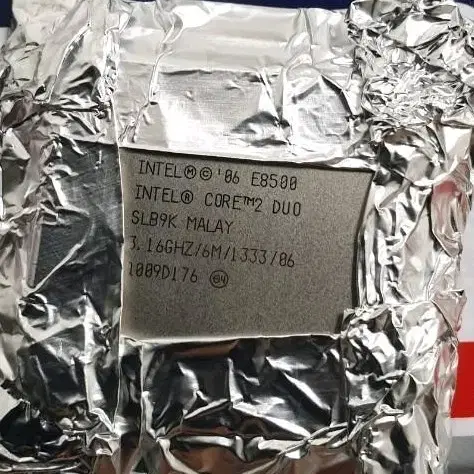 INTEL® ©'06 E8500
INTEL® CORE™2 DUO
SLB9K MALAY
3.16GHZ/6M/1333/06
1009D176 e4